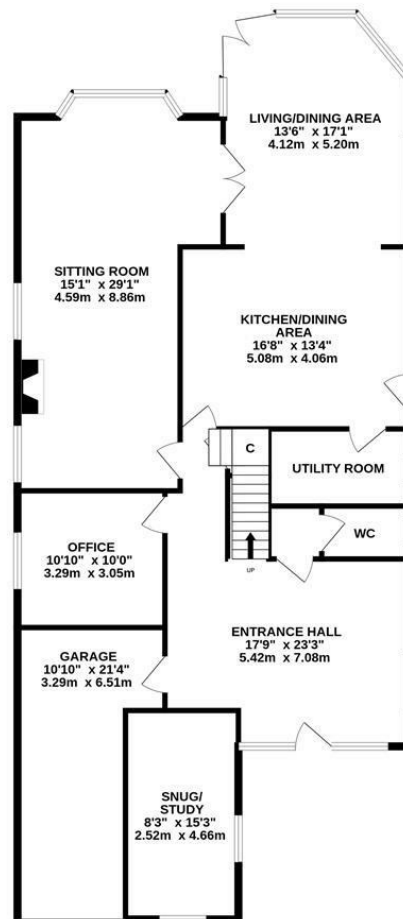 LIVING/DINING AREA
13'6" x 17'1"
4.12m x 5.20m
SITTING ROOM
15'1" x 29'1"
4.59m x 8.86m
KITCHEN/DINING
AREA
16'8" x 13'4"
5.08m x 4.06m
C
UTILITY ROOM
WC
UP
OFFICE
10'10" x 10'0"
3.29m x 3.05m
ENTRANCE HALL
17'9" x 23'3"
5.42m x 7.08m
GARAGE
10'10" x 21'4"
3.29m x 6.51m
SNUG/
STUDY
8'3" x 15'3"
2.52m x 4.66m